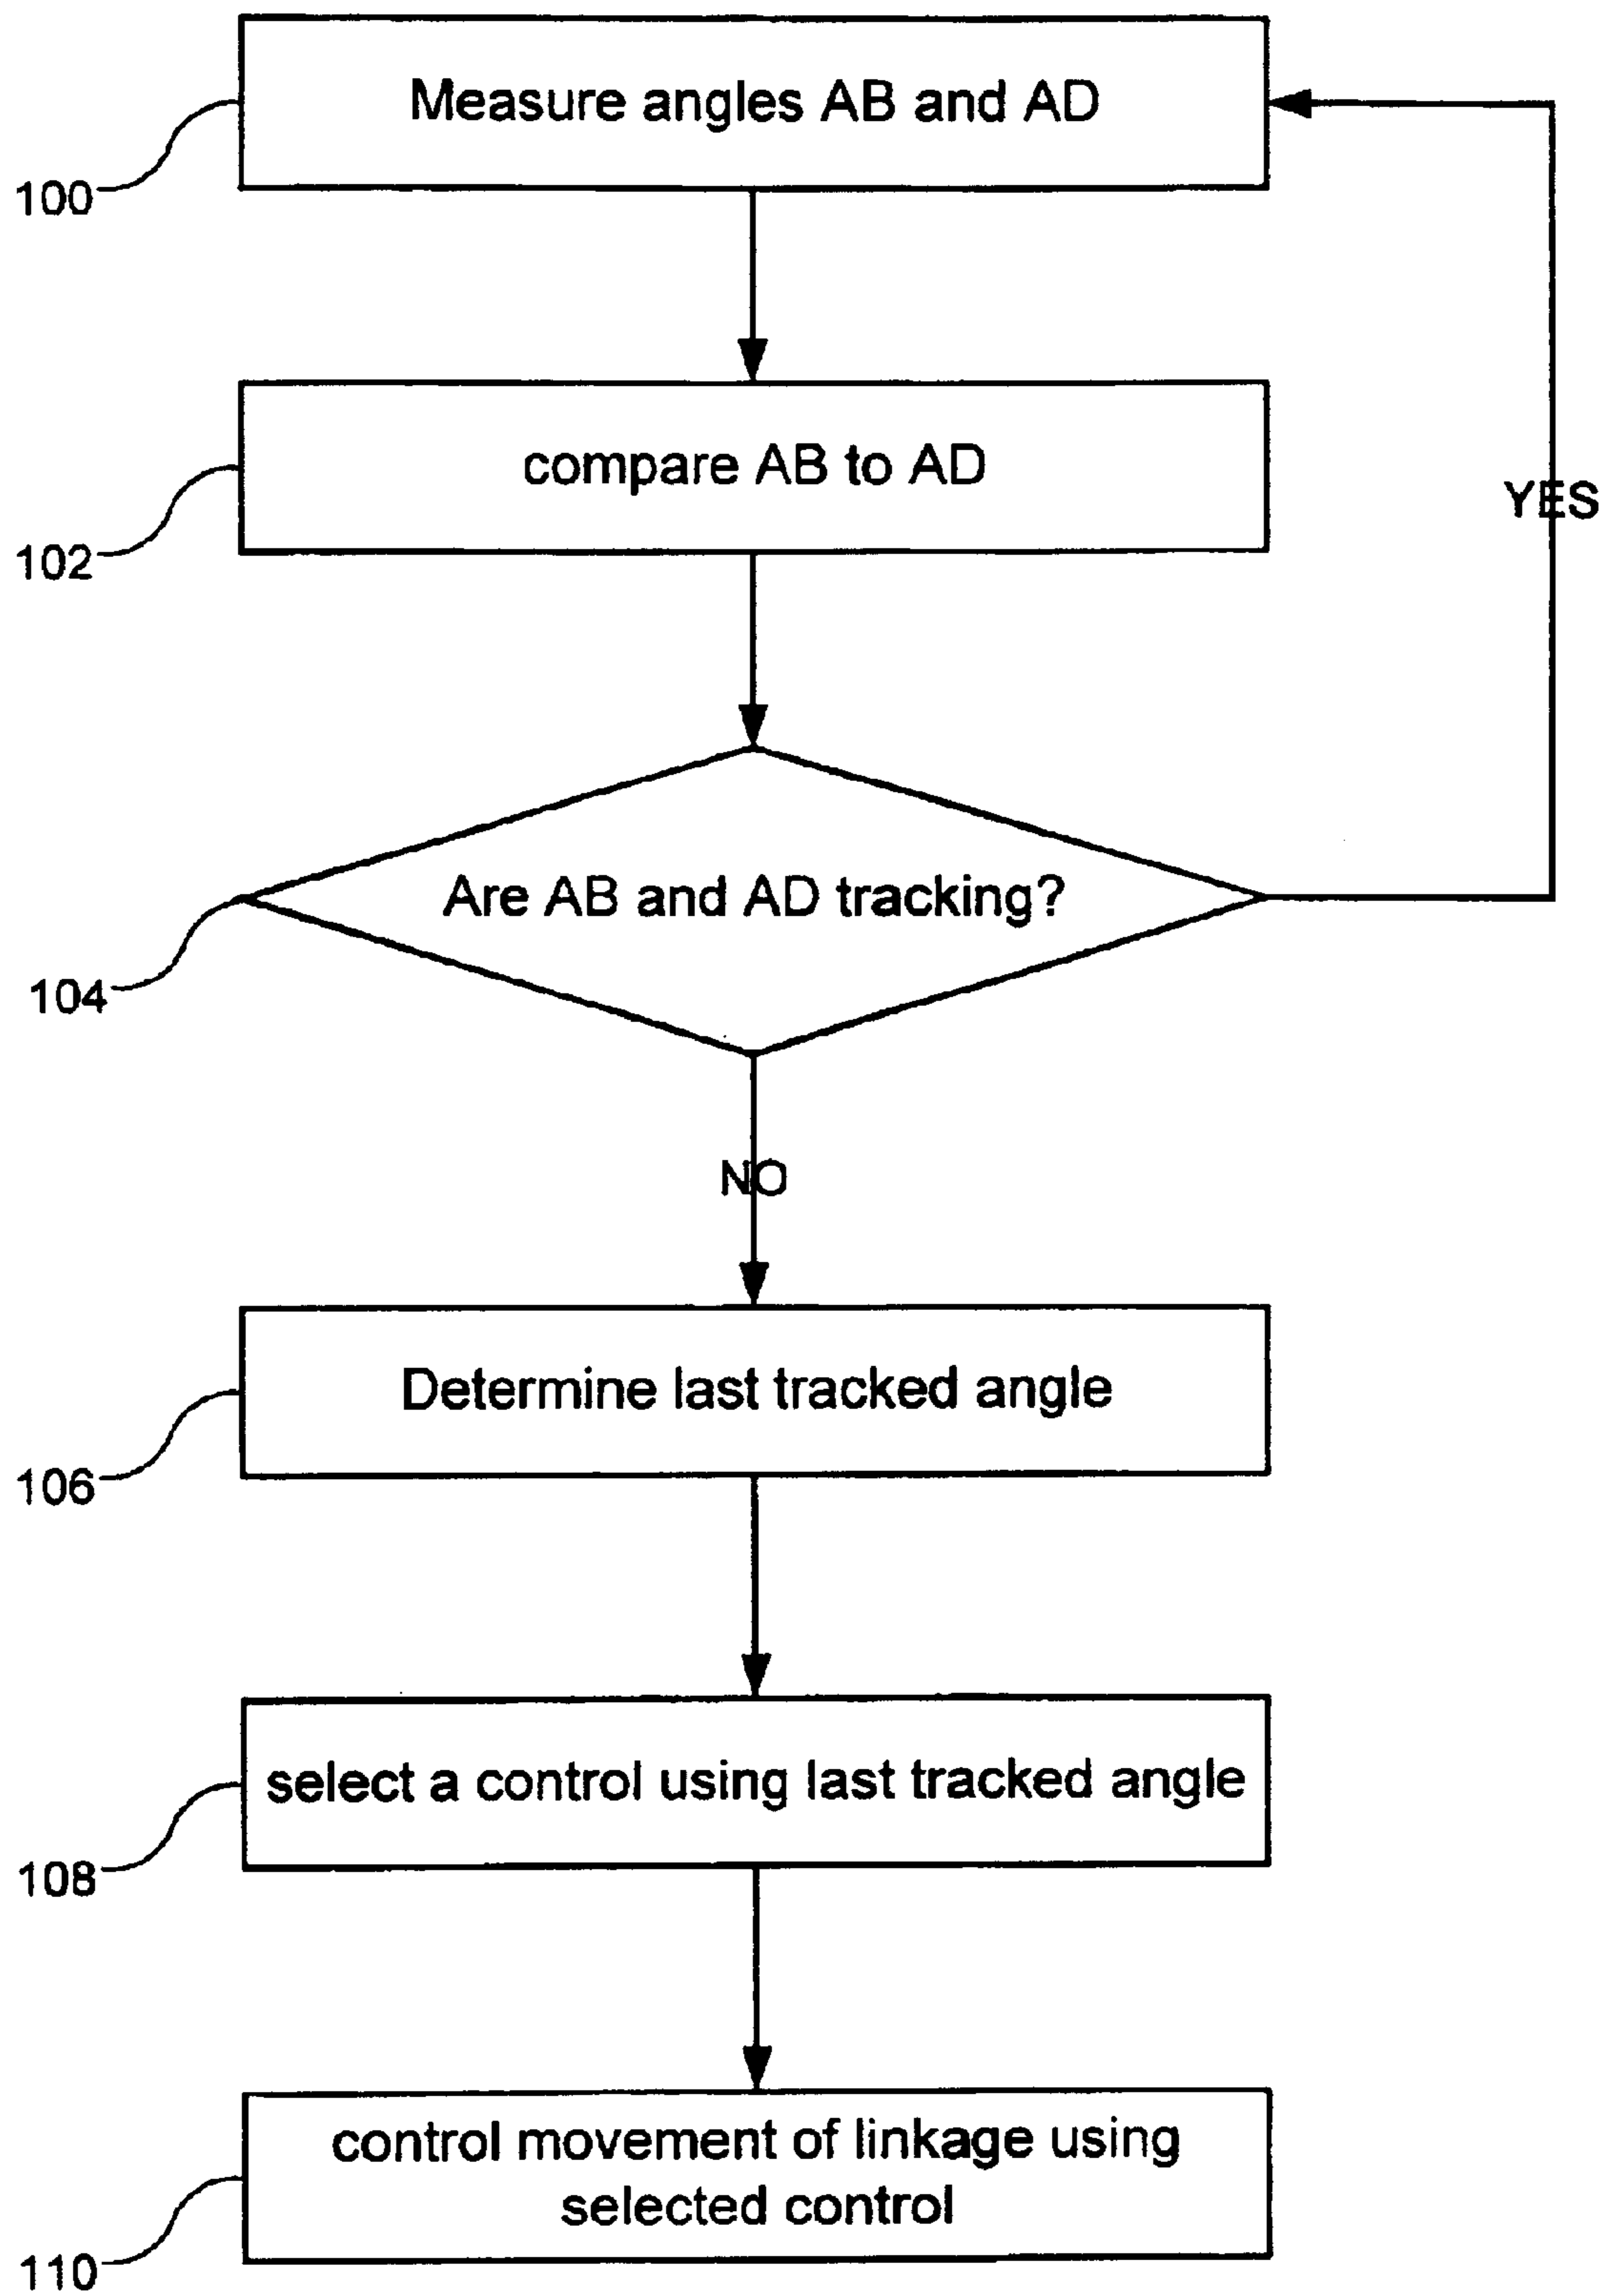 Measure angles AB and AD
100
compare AB to AD
YES
102
Are AB and AD tracking?
104
NO
Determine last tracked angle
106
select a control using last tracked angle
108
control movement of linkage using
selected control
110